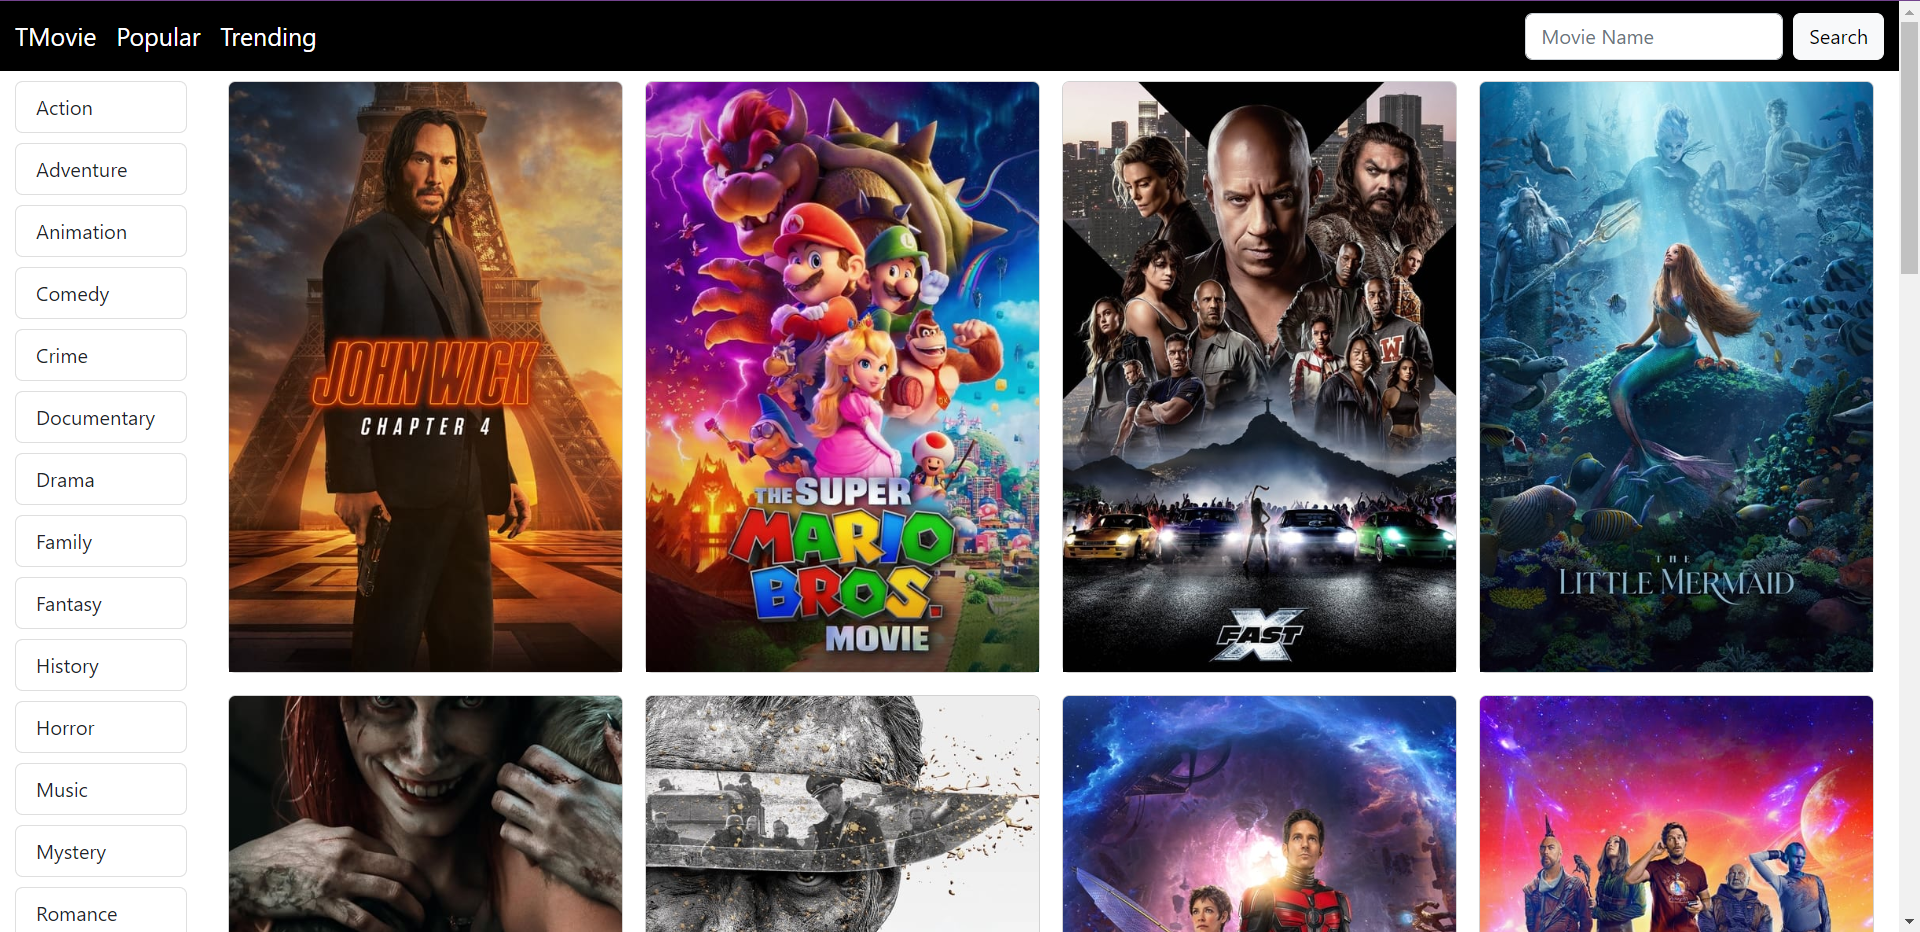 TMovie Popular Trending
Movie Name
Search
Action
Adventure
Animation
Comedy
Crime
Documentary
Drama
Family
Fantasy
History
Horror
Music
Mystery
Romance
JOHN WICK
CHAPTER 4
THE SUPER
MARIO
BROS.
MOVIE
W
FAST
X
THE
LITTLE MERMAID